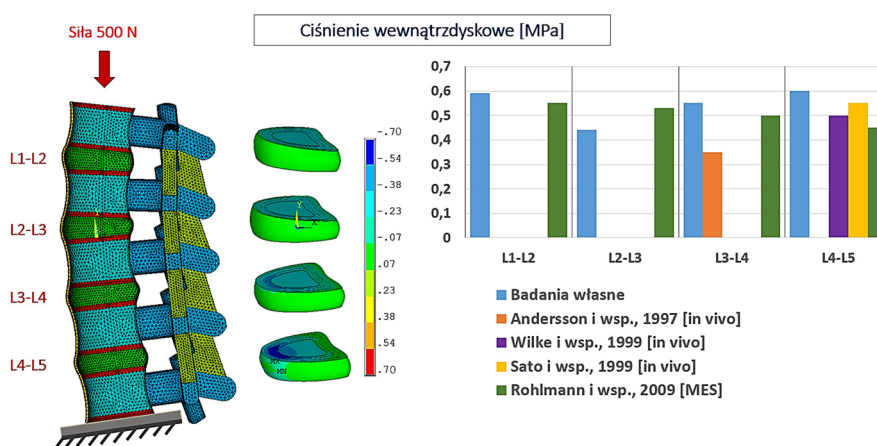 Siła 500 N
Ciśnienie wewnątrzdyskowe [MPa]
L1-L2
L2-L3
L3-L4
L4-L5
-.70
-.54
-.38
-.23
-.07
.07
.23
.38
.54
.70
Y
X
MX
MN
0,7
0,6
0,5
0,4
0,3
0,2
0,1
0
L1-L2
L2-L3
L3-L4
L4-L5
Badania własne
Andersson i wsp., 1997 [in vivo]
Wilke i wsp., 1999 [in vivo]
Sato i wsp., 1999 [in vivo]
Rohlmann i wsp., 2009 [MES]